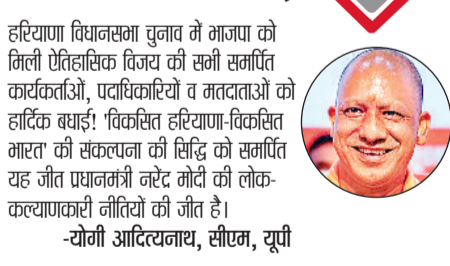 हरियाणा विधानसभा चुनाव में भाजपा को
मिली ऐतिहासिक विजय की सभी समर्पित
कार्यकर्ताओं, पदाधिकारियों व मतदाताओं को
हार्दिक बधाई! 'विकसित हरियाणा-विकसित
भारत' की संकल्पना की सिद्धि को समर्पित
यह जीत प्रधानमंत्री नरेंद्र मोदी की लोक-
कल्याणकारी नीतियों की जीत है।
-योगी आदित्यनाथ, सीएम, यूपी